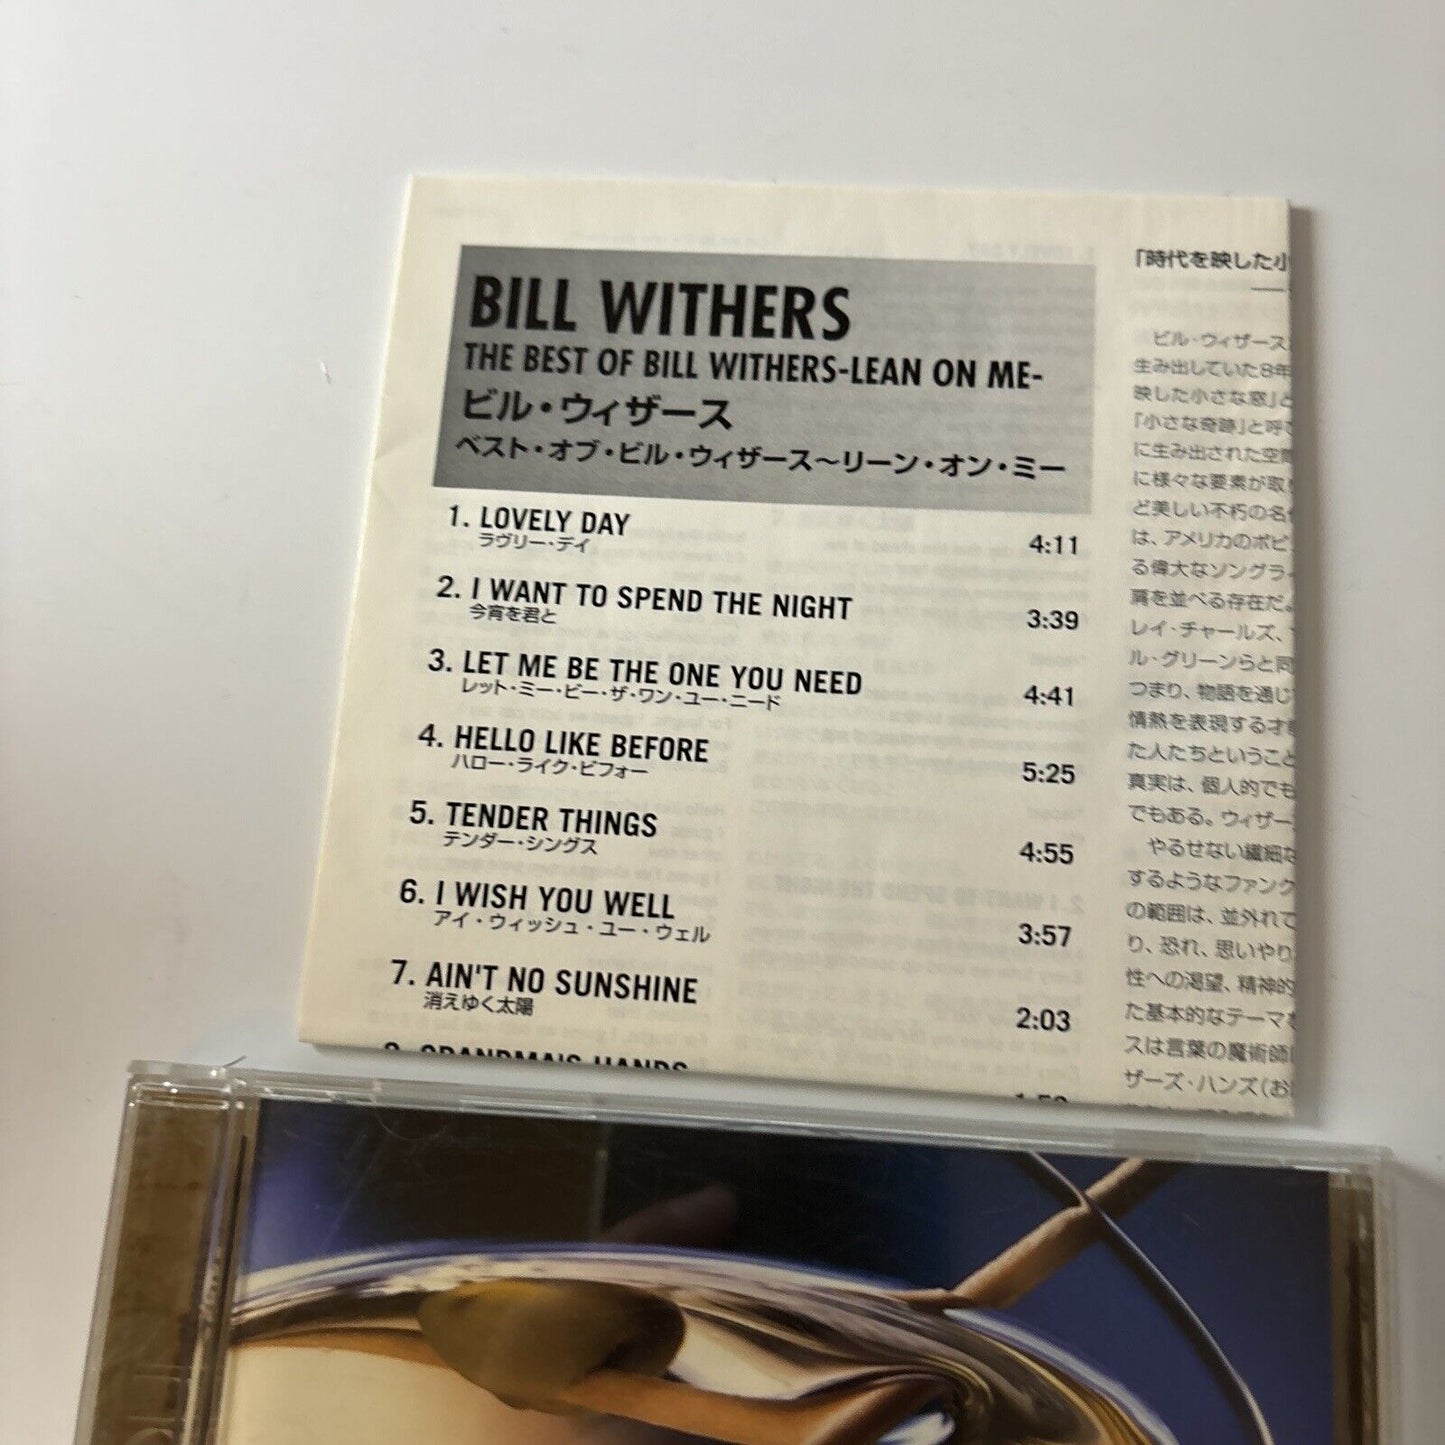 BILL WITHERS
THE BEST OF BILL WITHERS-LEAN ON ME-
ビル・ウィザース
ベスト・オブ・ビル・ウィザース〜リーン・オン・ミー
1. LOVELY DAY 4:11
ラヴリー・デイ
2. I WANT TO SPEND THE NIGHT 3:39
今宵を君と
3. LET ME BE THE ONE YOU NEED 4:41
レット・ミー・ビー・ザ・ワン・ユー・ニード
4. HELLO LIKE BEFORE 5:25
ハロー・ライク・ビフォー
5. TENDER THINGS 4:55
テンダー・シングス
6. I WISH YOU WELL 3:57
アイ・ウィッシュ・ユー・ウェル
7. AIN'T NO SUNSHINE 2:03
消えゆく太陽
8. GRANDMA'S HANDS
「時代を映した小
ビル・ウィザース
生み出していた8年
映した小さな窓」と
「小さな奇跡」と呼
に生み出された空
に様々な要素が取
ど美しい不朽の名
は、アメリカのポピ
る偉大なソングラ
肩を並べる存在だ。
レイ・チャールズ、
ル・グリーンらと同
つまり、物語を通じ
情熱を表現する才
た人たちということ
真実は、個人的でも
でもある。ウィザー
やるせない繊細な
するようなファンク
の範囲は、並外れて
り、恐れ、思いやり
性への渇望、精神的
た基本的なテーマ
スは言葉の魔術師
ザーズ・ハンズ(お